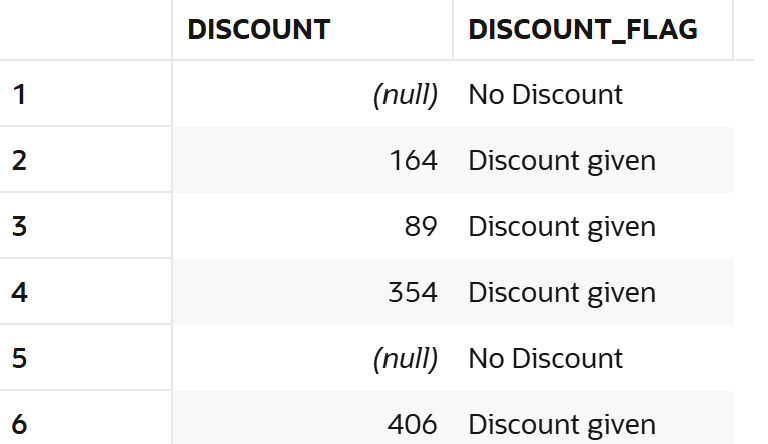 DISCOUNT DISCOUNT_FLAG
1 (null) No Discount
2 164 Discount given
3 89 Discount given
4 354 Discount given
5 (null) No Discount
6 406 Discount given